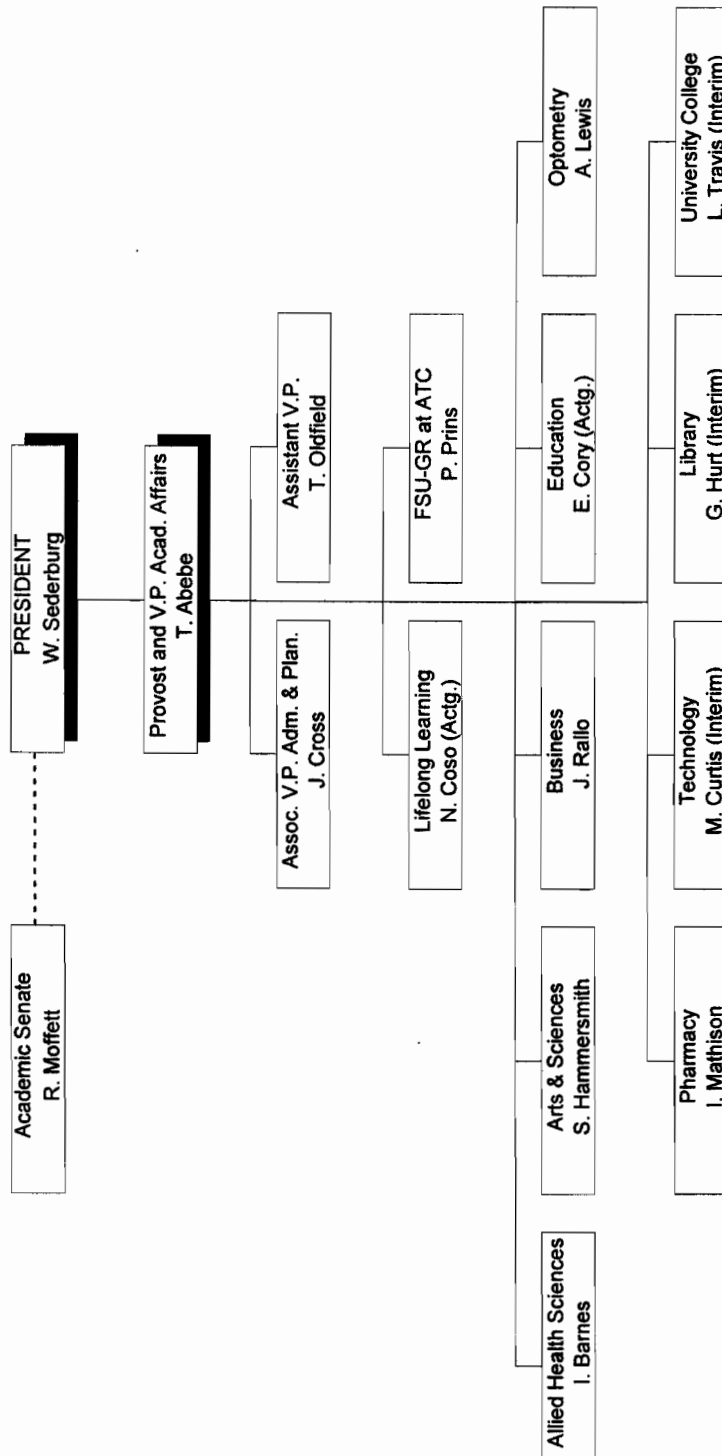 Academic Senate
R. Moffett
PRESIDENT
W. Sederburg
Provost and V.P. Acad. Affairs
T. Abebe
Assoc. V.P. Adm. & Plan.
J. Cross
Assistant V.P.
T. Oldfield
Lifelong Learning
N. Coso (Actg.)
FSU-GR at ATC
P. Prins
Allied Health Sciences
I. Barnes
Arts & Sciences
S. Hammersmith
Business
J. Rallo
Education
E. Cory (Actg.)
Optometry
A. Lewis
Pharmacy
I. Mathison
Technology
M. Curtis (Interim)
Library
G. Hurt (Interim)
University College
L. Travis (Interim)